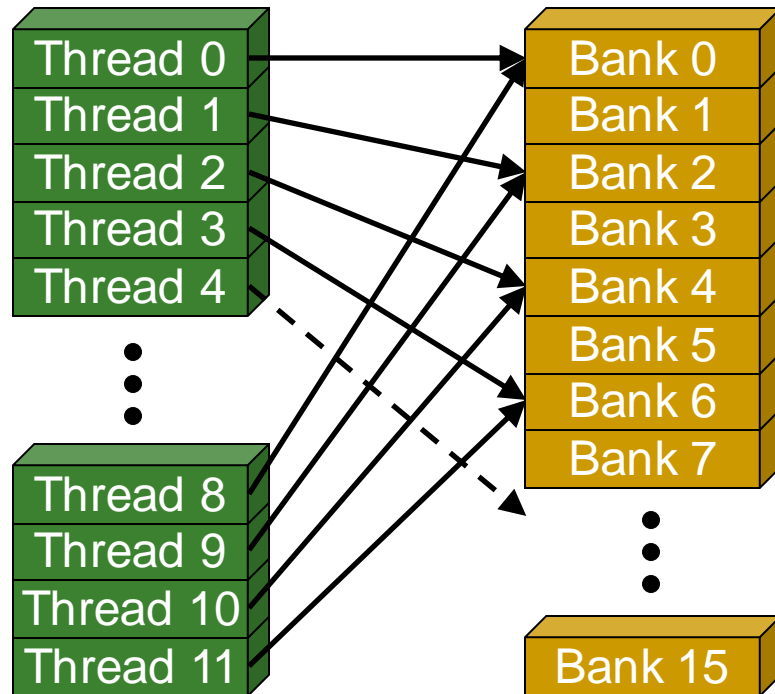 Thread 0
Thread 1
Thread 2
Thread 3
Thread 4
Thread 8
Thread 9
Thread 10
Thread 11
Bank 0
Bank 1
Bank 2
Bank 3
Bank 4
Bank 5
Bank 6
Bank 7
Bank 15